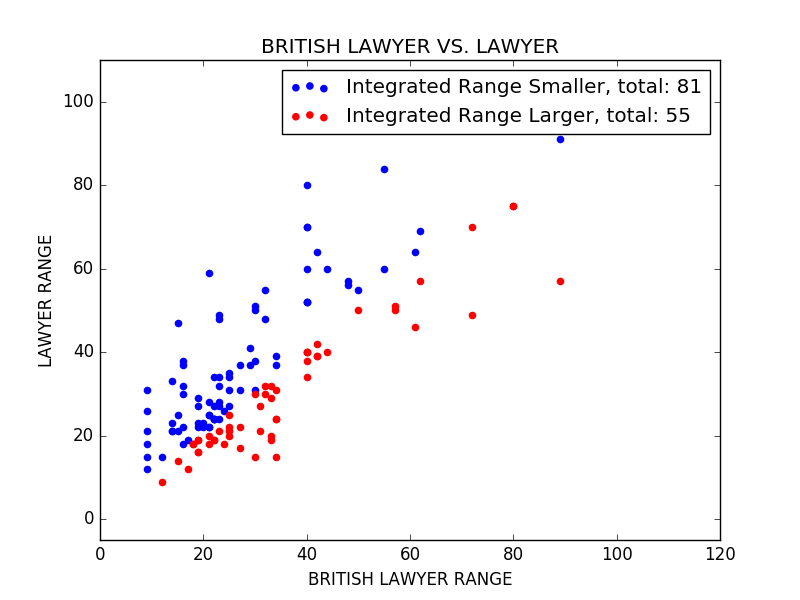 BRITISH LAWYER VS. LAWYER
Integrated Range Smaller, total: 81
Integrated Range Larger, total: 55
100
80
60
40
20
0
LAWYER RANGE
0 20 40 60 80 100 120
BRITISH LAWYER RANGE